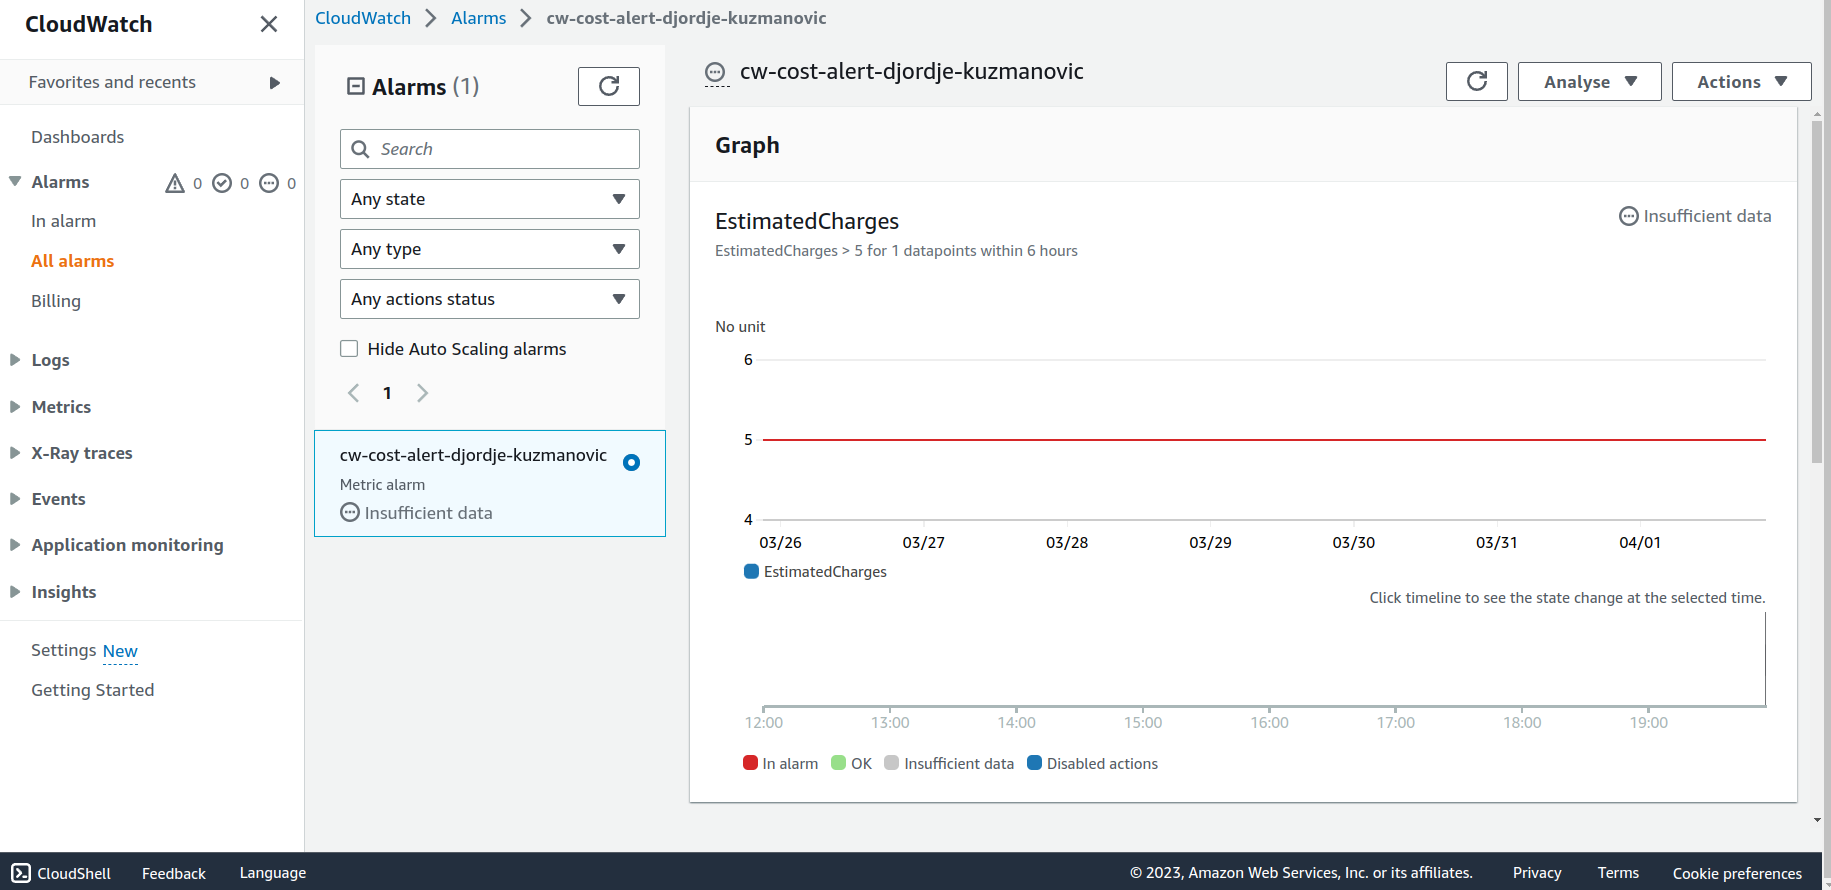 CloudWatch
Favorites and recents
Dashboards
Alarms 0 0 0
In alarm
All alarms
Billing
Logs
Metrics
X-Ray traces
Events
Application monitoring
Insights
Settings New
Getting Started
CloudWatch Alarms cw-cost-alert-djordje-kuzmanovic
Alarms (1)
Search
Any state
Any type
Any actions status
Hide Auto Scaling alarms
1
cw-cost-alert-djordje-kuzmanovic
Metric alarm
Insufficient data
cw-cost-alert-djordje-kuzmanovic
Analyse
Actions
Graph
EstimatedCharges
Insufficient data
EstimatedCharges > 5 for 1 datapoints within 6 hours
No unit
6
5
4
03/26 03/27 03/28 03/29 03/30 03/31 04/01
EstimatedCharges
Click timeline to see the state change at the selected time.
12:00 13:00 14:00 15:00 16:00 17:00 18:00 19:00
In alarm OK Insufficient data Disabled actions
CloudShell Feedback Language © 2023, Amazon Web Services, Inc. or its affiliates. Privacy Terms Cookie preferences